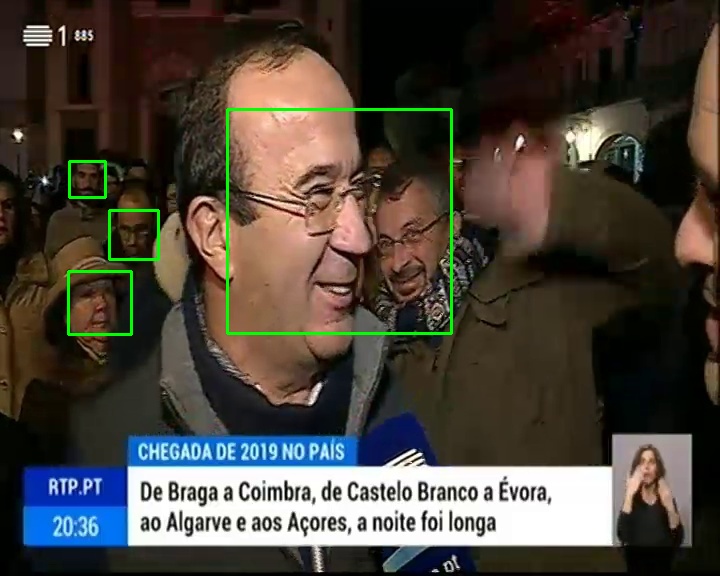 1 885
CHEGADA DE 2019 NO PAÍS
RTP.PT
De Braga a Coimbra, de Castelo Branco a Évora,
20:36
ao Algarve e aos Açores, a noite foi longa
.pt